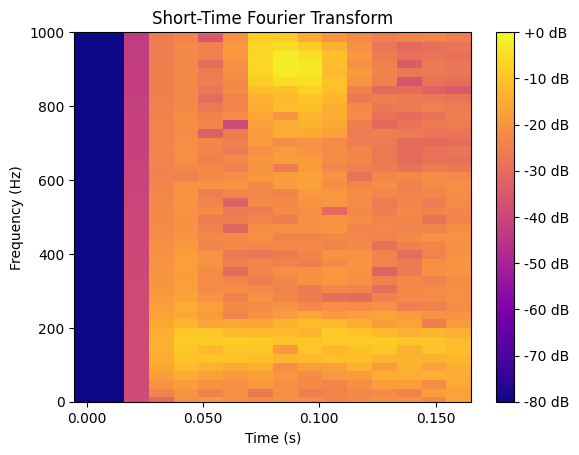 Short-Time Fourier Transform
1000
800
600
400
200
0
Frequency (Hz)
0.000
0.050
0.100
0.150
Time (s)
+0 dB
-10 dB
-20 dB
-30 dB
-40 dB
-50 dB
-60 dB
-70 dB
-80 dB